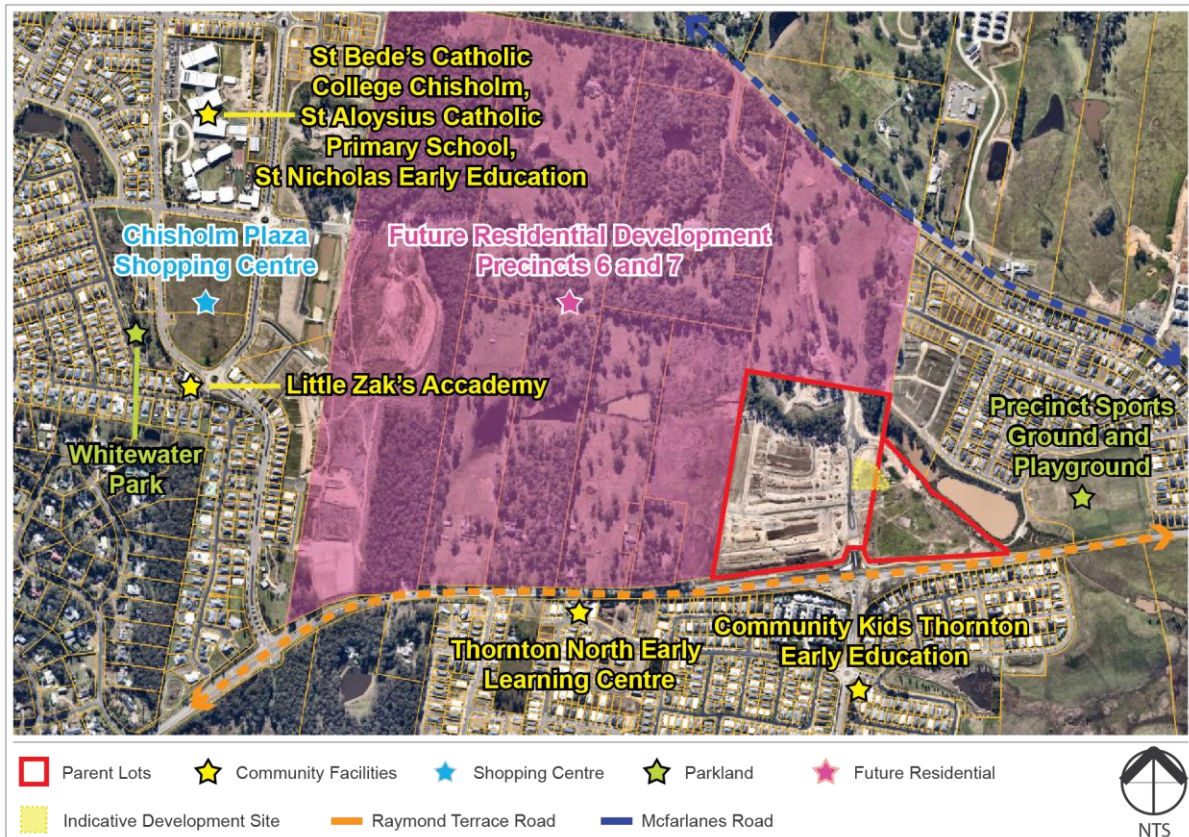 St Bede's Catholic
College Chisholm,
St Aloysius Catholic
Primary School,
St Nicholas Early Education
Chisholm Plaza
Shopping Centre
Future Residential Development
Precincts 6 and 7
Little Zak's Accademy
Whitewater
Park
Precinct Sports
Ground and
Playground
Thornton North Early
Learning Centre
Community Kids Thornton
Early Education
Parent Lots
Community Facilities
Shopping Centre
Parkland
Future Residential
Indicative Development Site
Raymond Terrace Road
Mcfarlanes Road
NTS